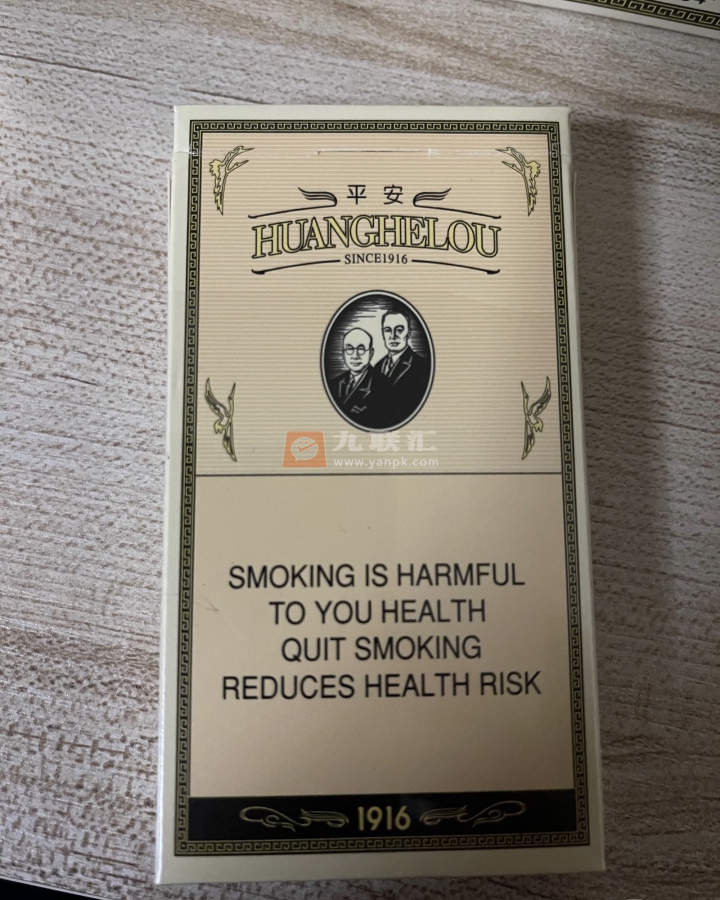 平安
HUANGHELOU
SINCE1916
九联汇
www.yanpk.com
SMOKING IS HARMFUL
TO YOU HEALTH
QUIT SMOKING
REDUCES HEALTH RISK
1916